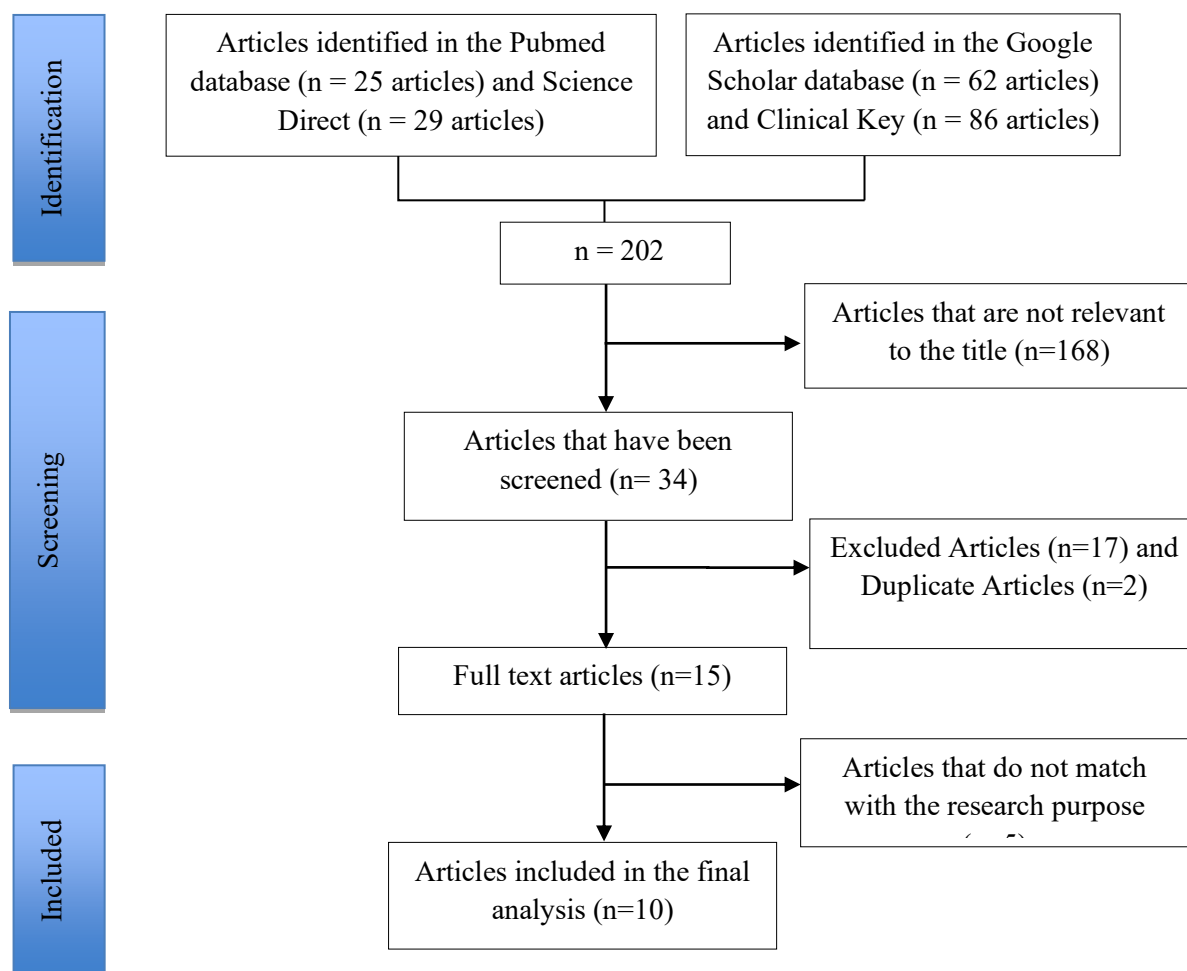 Identification
Articles identified in the Pubmed
database (n = 25 articles) and Science
Direct (n = 29 articles)
Articles identified in the Google
Scholar database (n = 62 articles)
and Clinical Key (n = 86 articles)
n = 202
Screening
Articles that are not relevant
to the title (n=168)
Articles that have been
screened (n= 34)
Excluded Articles (n=17) and
Duplicate Articles (n=2)
Full text articles (n=15)
Included
Articles that do not match
with the research purpose
Articles included in the final
analysis (n=10)